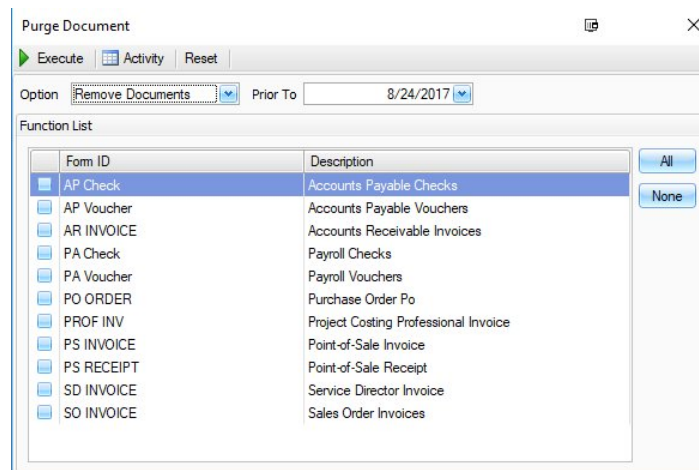 Purge Document
Execute Activity Reset
Option Remove Documents Prior To 8/24/2017
Function List
Form ID Description All
AP Check Accounts Payable Checks
AP Voucher Accounts Payable Vouchers None
AR INVOICE Accounts Receivable Invoices
PA Check Payroll Checks
PA Voucher Payroll Vouchers
PO ORDER Purchase Order Po
PROF INV Project Costing Professional Invoice
PS INVOICE Point-of-Sale Invoice
PS RECEIPT Point-of-Sale Receipt
SD INVOICE Service Director Invoice
SO INVOICE Sales Order Invoices